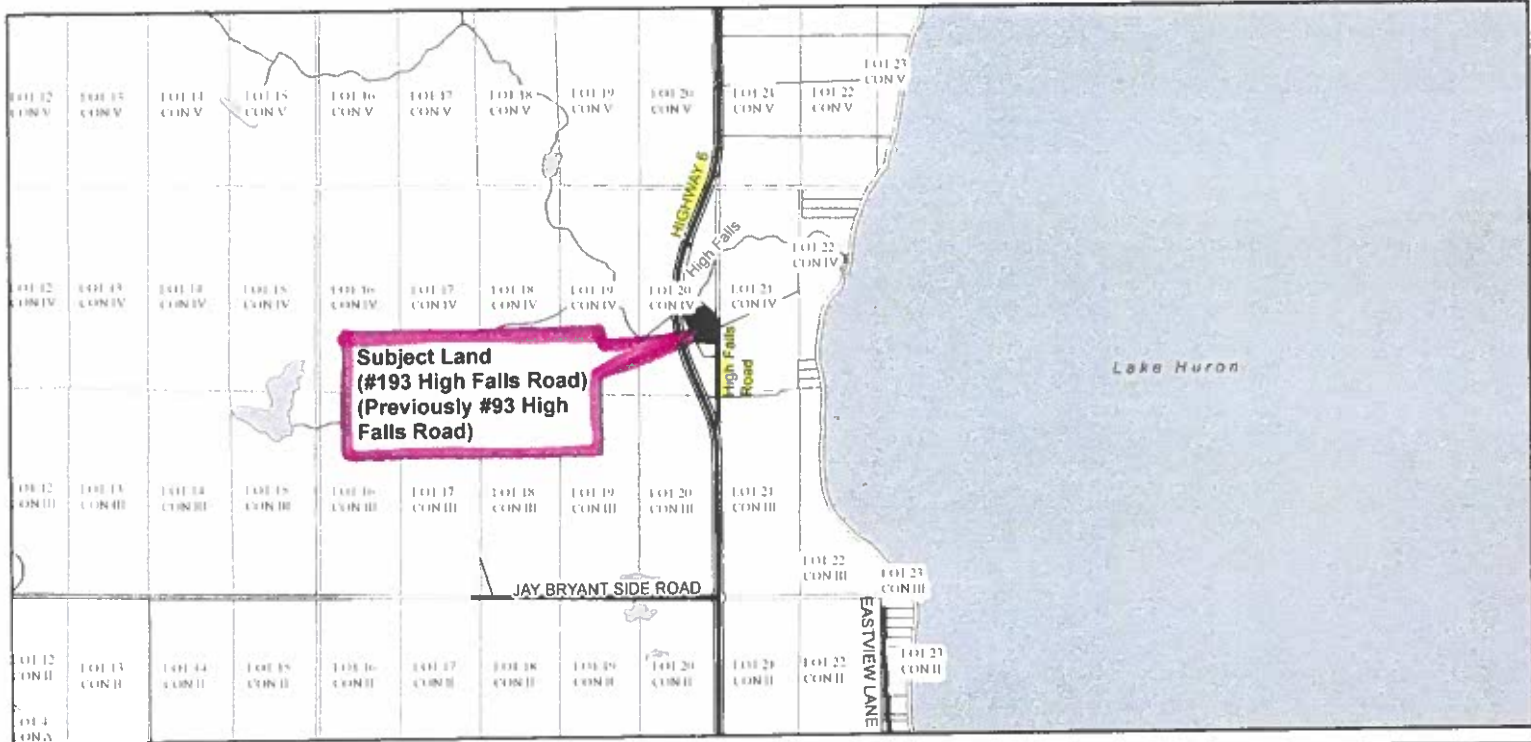 LOT 23
CON V
LOT 12
CON V
LOT 13
CON V
LOT 14
CON V
LOT 15
CON V
LOT 16
CON V
LOT 17
CON V
LOT 18
CON V
LOT 19
CON V
LOT 20
CON V
LOT 21
CON V
LOT 22
CON V
HIGHWAY 6
High Falls
LOT 22
CON IV
LOT 12
CON IV
LOT 13
CON IV
LOT 14
CON IV
LOT 15
CON IV
LOT 16
CON IV
LOT 17
CON IV
LOT 18
CON IV
LOT 19
CON IV
LOT 20
CON IV
LOT 21
CON IV
Subject Land
(#193 High Falls Road)
(Previously #93 High
Falls Road)
High Falls
Road
Lake Huron
LOT 12
CON III
LOT 13
CON III
LOT 14
CON III
LOT 15
CON III
LOT 16
CON III
LOT 17
CON III
LOT 18
CON III
LOT 19
CON III
LOT 20
CON III
LOT 21
CON III
LOT 22
CON III
LOT 23
CON III
JAY BRYANT SIDE ROAD
EASTVIEW LANE
LOT 12
CON II
LOT 13
CON II
LOT 14
CON II
LOT 15
CON II
LOT 16
CON II
LOT 17
CON II
LOT 18
CON II
LOT 19
CON II
LOT 20
CON II
LOT 21
CON II
LOT 22
CON II
LOT 23
CON II
LOT 4